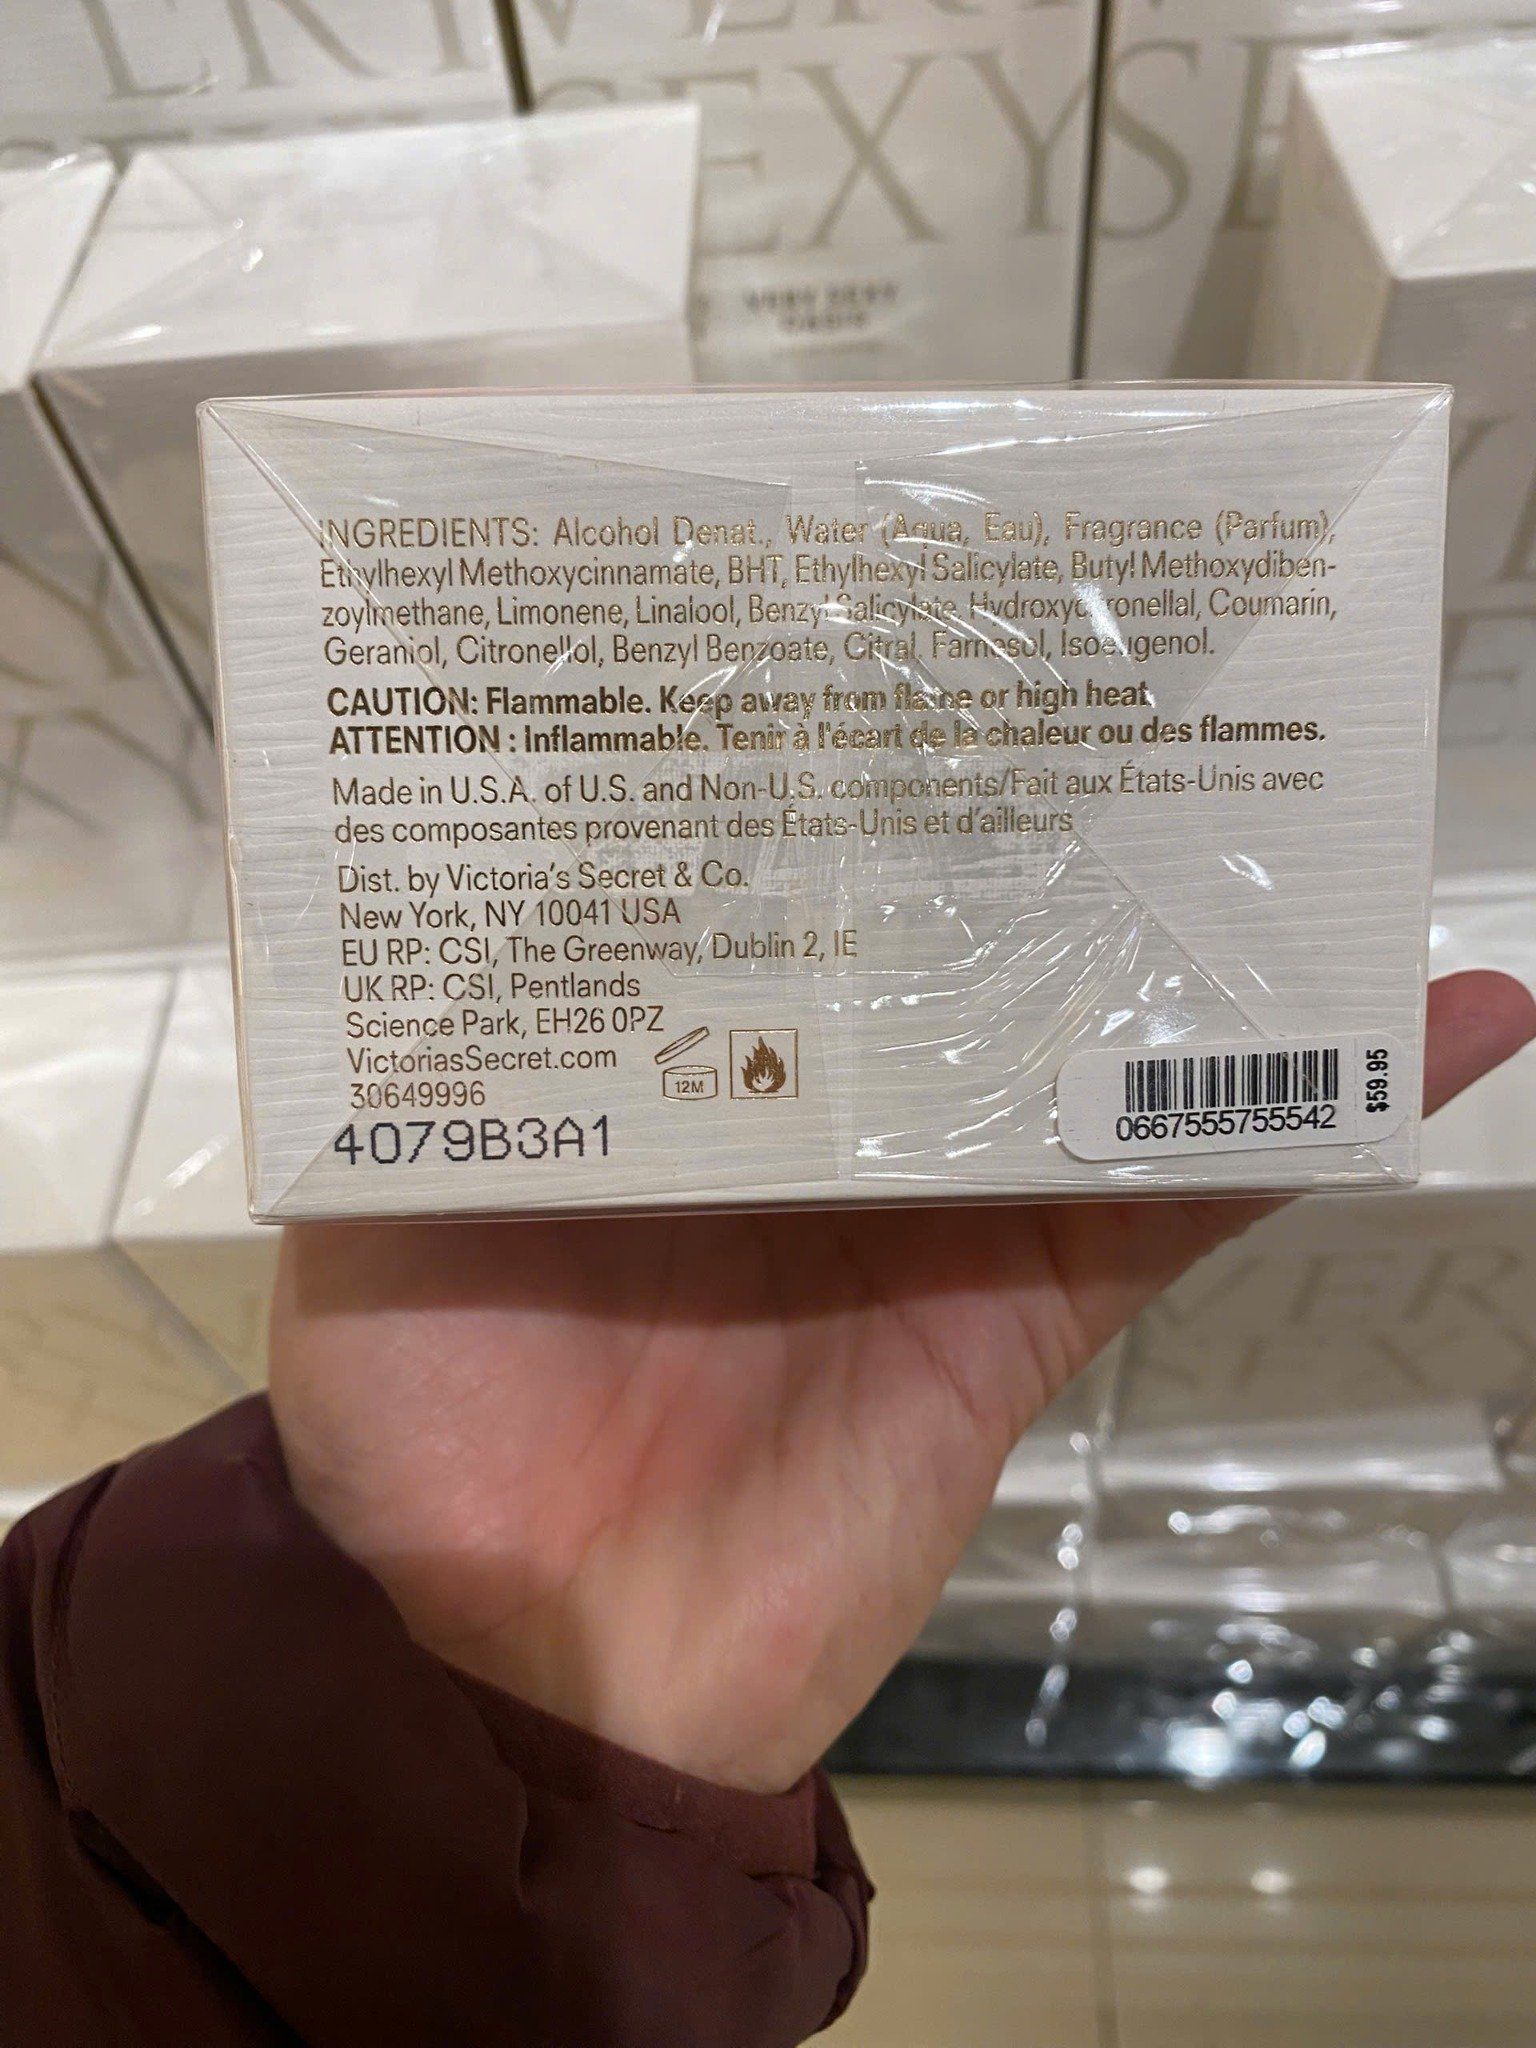 VERY
SEXY
VERY SEXY
OASIS
INGREDIENTS: Alcohol Denat., Water (Aqua, Eau), Fragrance (Parfum),
Ethylhexyl Methoxycinnamate, BHT, Ethylhexyl Salicylate, Butyl Methoxydiben-
zoylmethane, Limonene, Linalool, Benzyl Salicylate, Hydroxycitronellal, Coumarin,
Geraniol, Citronellol, Benzyl Benzoate, Citral, Farnesol, Isoeugenol.
CAUTION: Flammable. Keep away from flame or high heat.
ATTENTION : Inflammable. Tenir à l'écart de la chaleur ou des flammes.
Made in U.S.A. of U.S. and Non-U.S. components/Fait aux États-Unis avec
des composantes provenant des États-Unis et d'ailleurs
Dist. by Victoria's Secret & Co.
New York, NY 10041 USA
EU RP: CSI, The Greenway, Dublin 2, IE
UK RP: CSI, Pentlands
Science Park, EH26 0PZ
VictoriasSecret.com
30649996
4079B3A1
12M
0667555755542
$59.95